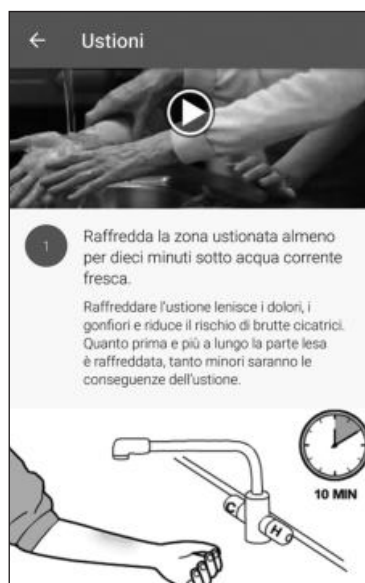 Ustioni
1
Raffredda la zona ustionata almeno
per dieci minuti sotto acqua corrente
fresca.
Raffreddare l'ustione lenisce i dolori, i
gonfiori e riduce il rischio di brutte cicatrici.
Quanto prima e più a lungo la parte lesa
è raffreddata, tanto minori saranno le
conseguenze dell'ustione.
10 MIN
C
H